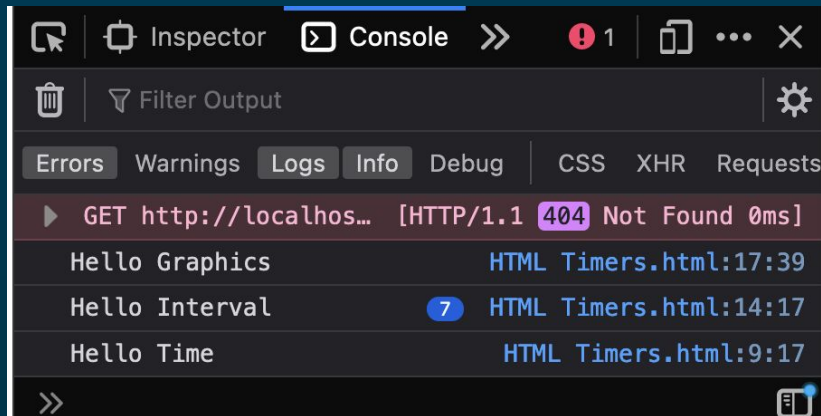 Inspector Console 1
Filter Output
Errors Warnings Logs Info Debug CSS XHR Requests
GET http://localhos… [HTTP/1.1 404 Not Found 0ms]
Hello Graphics HTML Timers.html:17:39
Hello Interval 7 HTML Timers.html:14:17
Hello Time HTML Timers.html:9:17